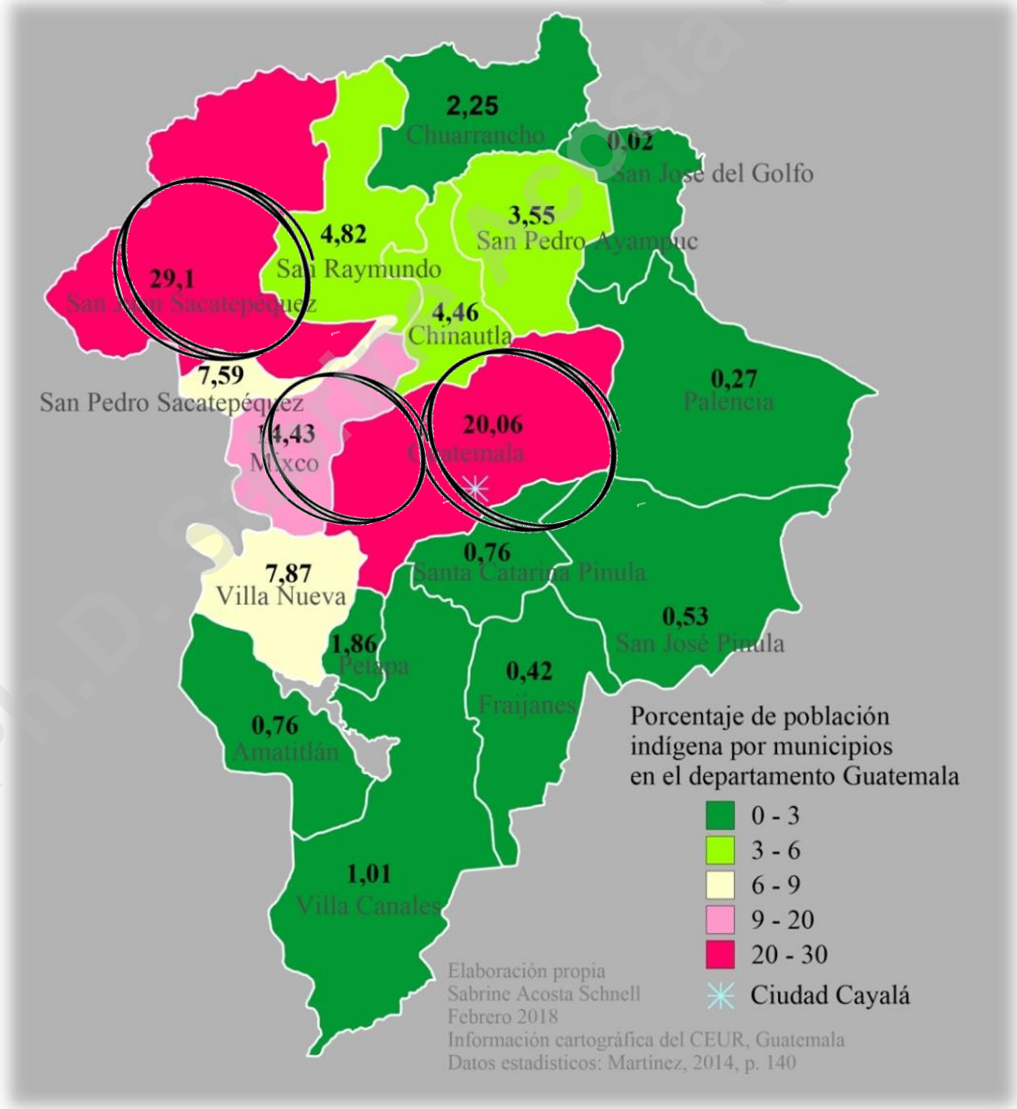 2,25
Chuarrancho
0,02
San José del Golfo
3,55
San Pedro Ayampuc
4,82
San Raymundo
29,1
San Juan Sacatepéquez
4,46
Chinautla
7,59
San Pedro Sacatepéquez
0,27
Palencia
14,43
Mixco
20,06
Guatemala
0,76
Santa Catarina Pinula
7,87
Villa Nueva
0,53
San José Pinula
1,86
Petapa
0,42
Fraijanes
0,76
Amatitlán
1,01
Villa Canales
Porcentaje de población
indígena por municipios
en el departamento Guatemala
0 - 3
3 - 6
6 - 9
9 - 20
20 - 30
Ciudad Cayalá
Elaboración propia
Sabrine Acosta Schnell
Febrero 2018
Información cartográfica del CEUR, Guatemala
Datos estadísticos: Martínez, 2014, p. 140
Ph.D. Sabrine Acosta